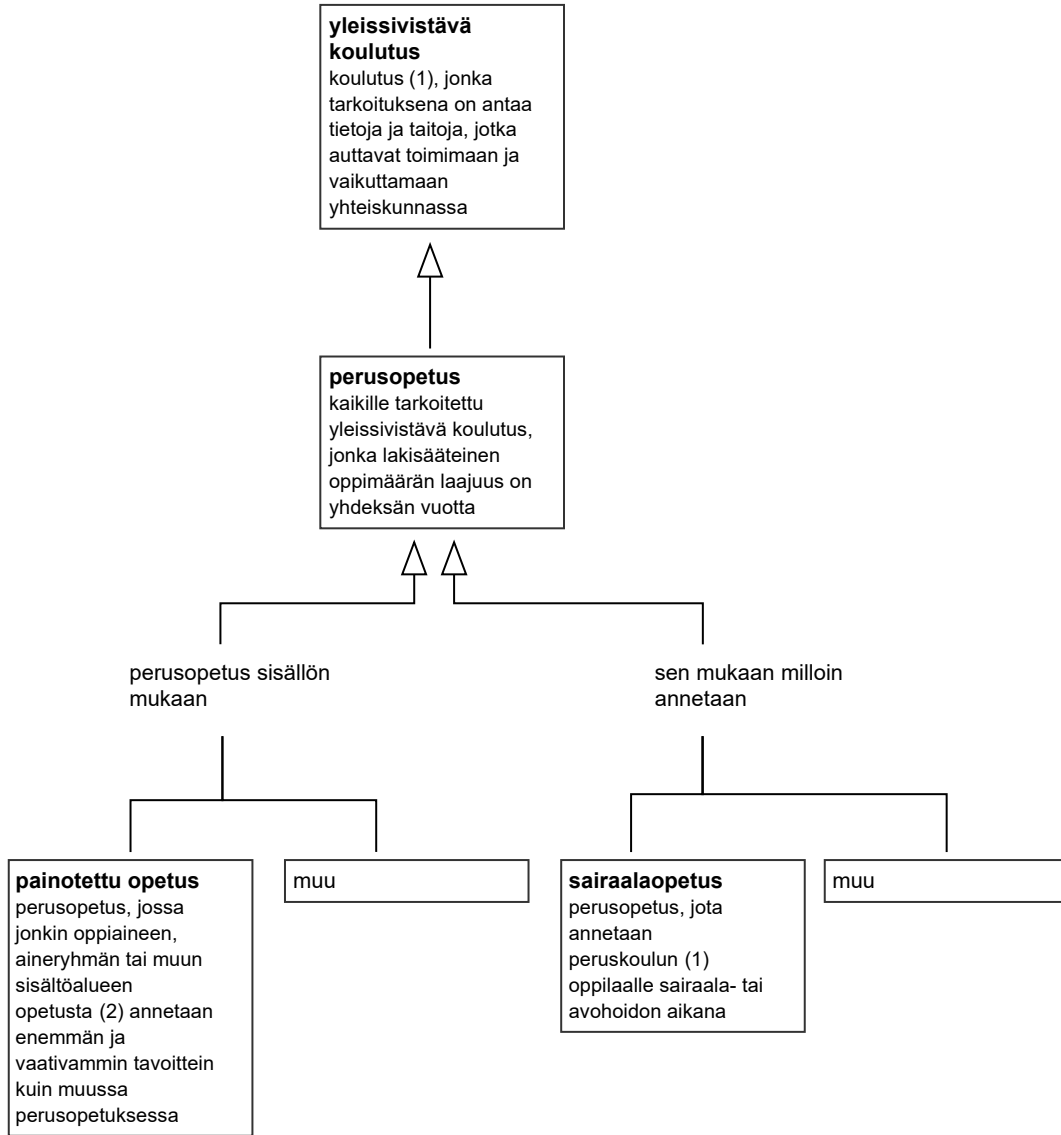 yleissivistävä
koulutus
koulutus (1), jonka
tarkoituksena on antaa
tietoja ja taitoja, jotka
auttavat toimimaan ja
vaikuttamaan
yhteiskunnassa
perusopetus
kaikille tarkoitettu
yleissivistävä koulutus,
jonka lakisääteinen
oppimäärän laajuus on
yhdeksän vuotta
perusopetus sisällön
mukaan
sen mukaan milloin
annetaan
painotettu opetus
perusopetus, jossa
jonkin oppiaineen,
aineryhmän tai muun
sisältöalueen
opetusta (2) annetaan
enemmän ja
vaativammin tavoittein
kuin muussa
perusopetuksessa
muu
sairaalaopetus
perusopetus, jota
annetaan
peruskoulun (1)
oppilaalle sairaala- tai
avohoidon aikana
muu